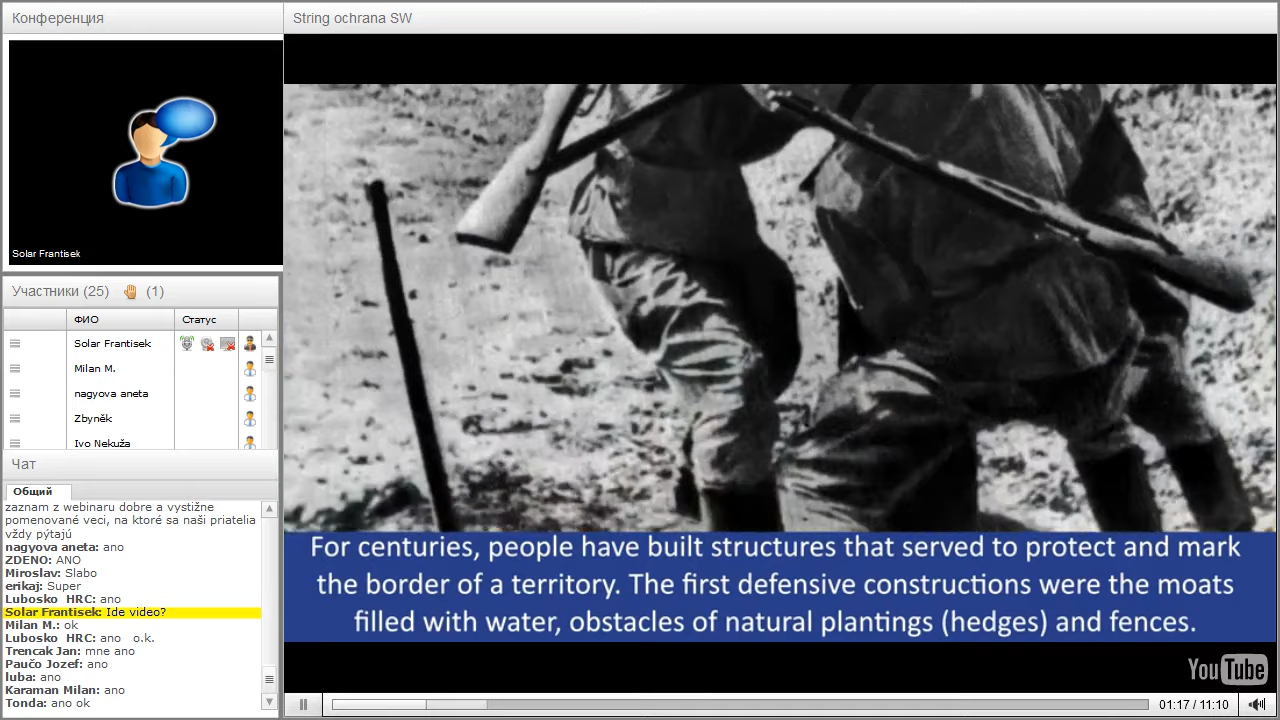 Конференция
String ochrana SW
Solar Frantisek
Участники (25) (1)
ФИО Статус
Solar Frantisek
Milan M.
nagyova aneta
Zbyněk
Ivo Nekuža
Чат
Общий
zaznam z webinaru dobre a vystižne
pomenované veci, na ktoré sa naši priatelia
vždy pýtajú
nagyova aneta: ano
ZDENO: ANO
Miroslav: Slabo
erikaj: Super
Lubosko HRC: ano
Solar Frantisek: Ide video?
Milan M.: ok
Lubosko HRC: ano o.k.
Trencak Jan: mne ano
Paučo Jozef: ano
luba: ano
Karaman Milan: ano
Tonda: ano ok
For centuries, people have built structures that served to protect and mark
the border of a territory. The first defensive constructions were the moats
filled with water, obstacles of natural plantings (hedges) and fences.
YouTube
01:17 / 11:10